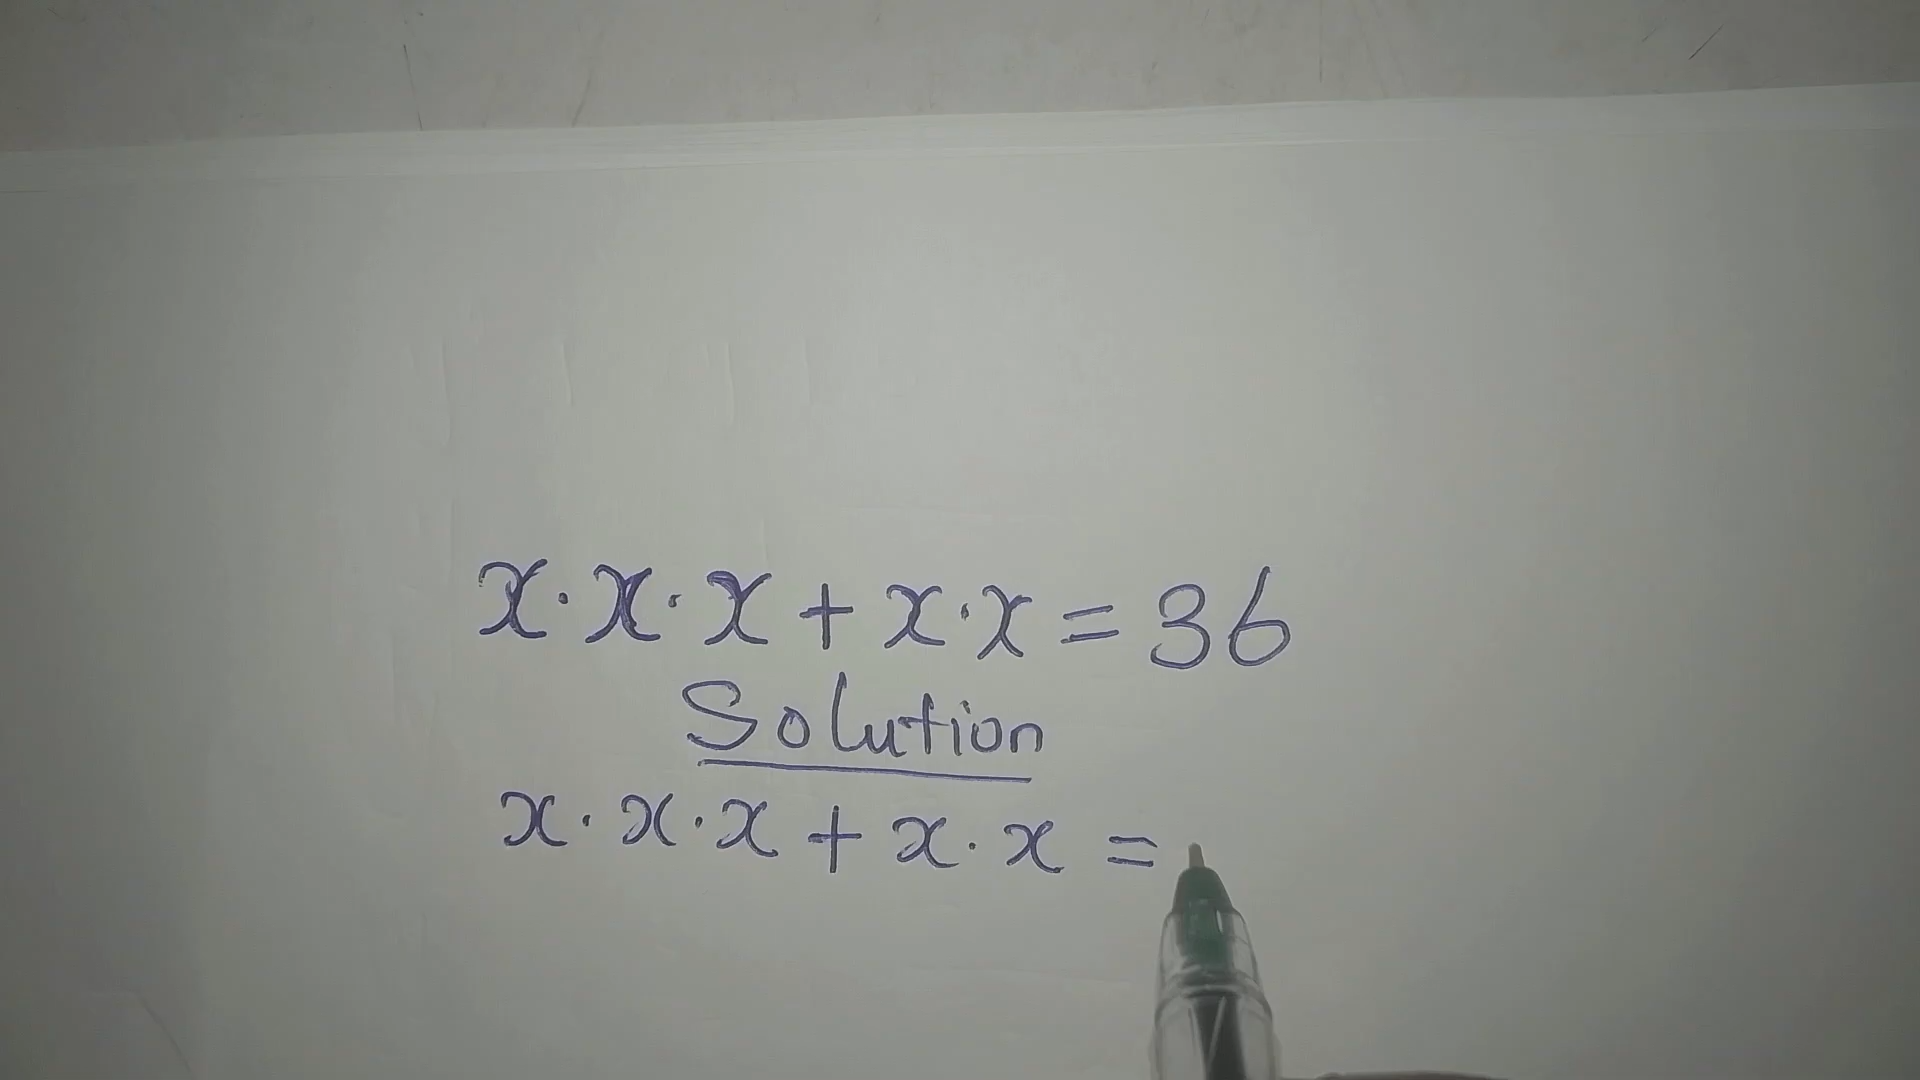 x·x·x + x·x = 36
Solution
x·x·x + x·x =